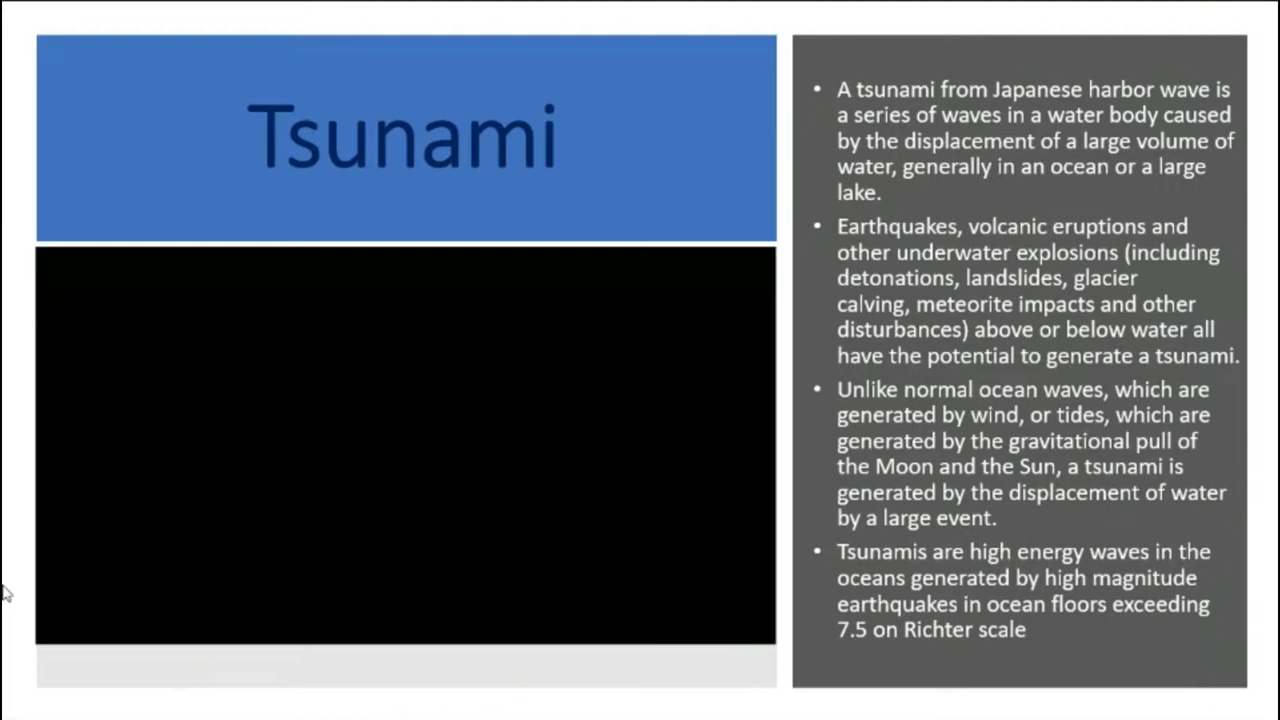 Tsunami
• A tsunami from Japanese harbor wave is
a series of waves in a water body caused
by the displacement of a large volume of
water, generally in an ocean or a large
lake.
• Earthquakes, volcanic eruptions and
other underwater explosions (including
detonations, landslides, glacier
calving, meteorite impacts and other
disturbances) above or below water all
have the potential to generate a tsunami.
• Unlike normal ocean waves, which are
generated by wind, or tides, which are
generated by the gravitational pull of
the Moon and the Sun, a tsunami is
generated by the displacement of water
by a large event.
• Tsunamis are high energy waves in the
oceans generated by high magnitude
earthquakes in ocean floors exceeding
7.5 on Richter scale